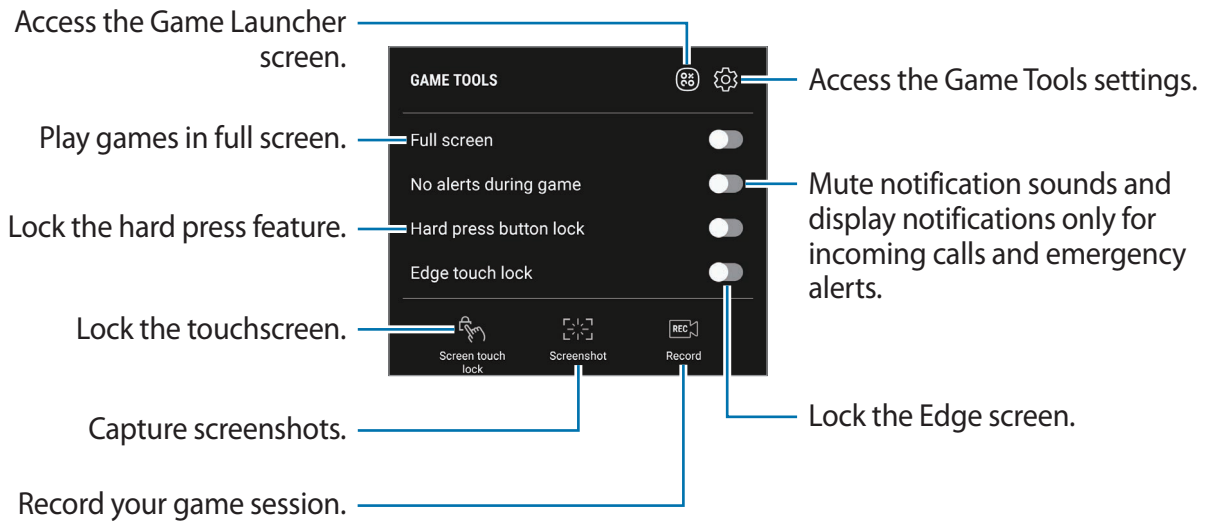 Access the Game Launcher
screen.
GAME TOOLS
Access the Game Tools settings.
Play games in full screen.
Full screen
No alerts during game
Mute notification sounds and
display notifications only for
incoming calls and emergency
alerts.
Lock the hard press feature.
Hard press button lock
Edge touch lock
Lock the touchscreen.
REC
Screen touch
lock
Screenshot
Record
Capture screenshots.
Lock the Edge screen.
Record your game session.